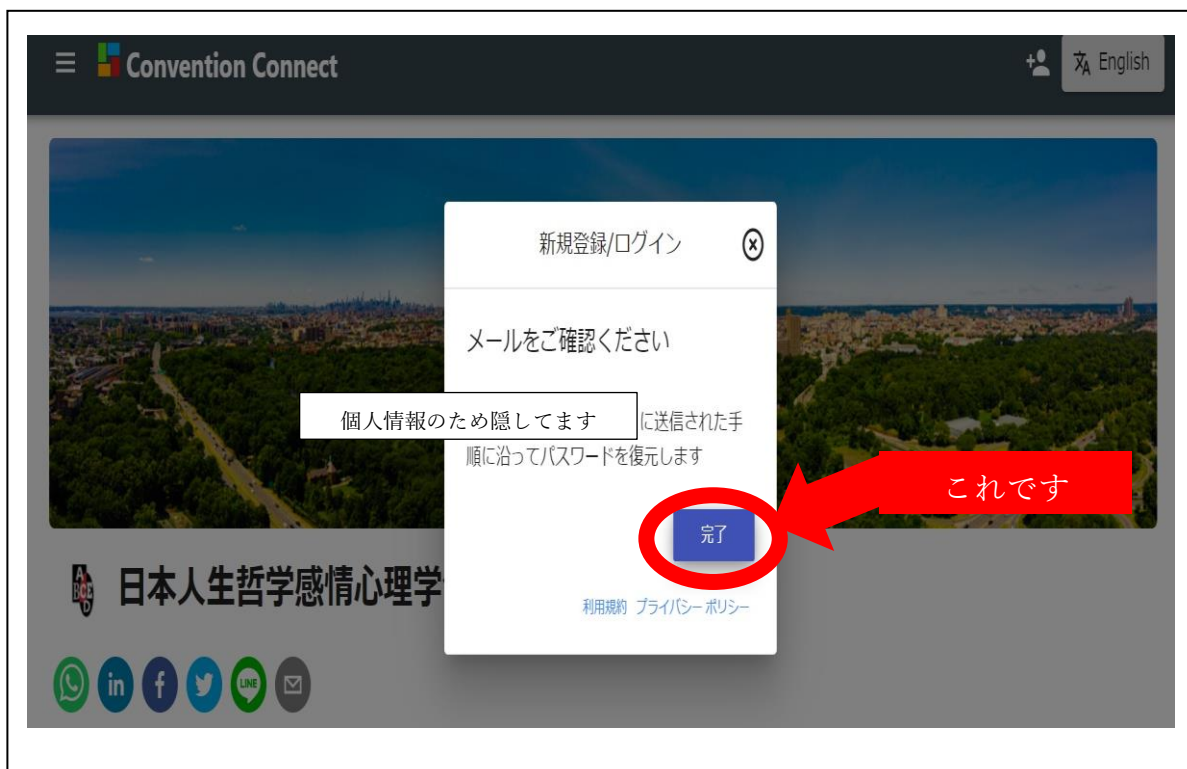 Convention Connect
English
新規登録/ログイン
メールをご確認ください
個人情報のため隠してます
に送信された手
順に沿ってパスワードを復元します
これです
完了
A
BCE
D
日本人生哲学感情心理学
利用規約 プライバシー ポリシー
in
f
LINE